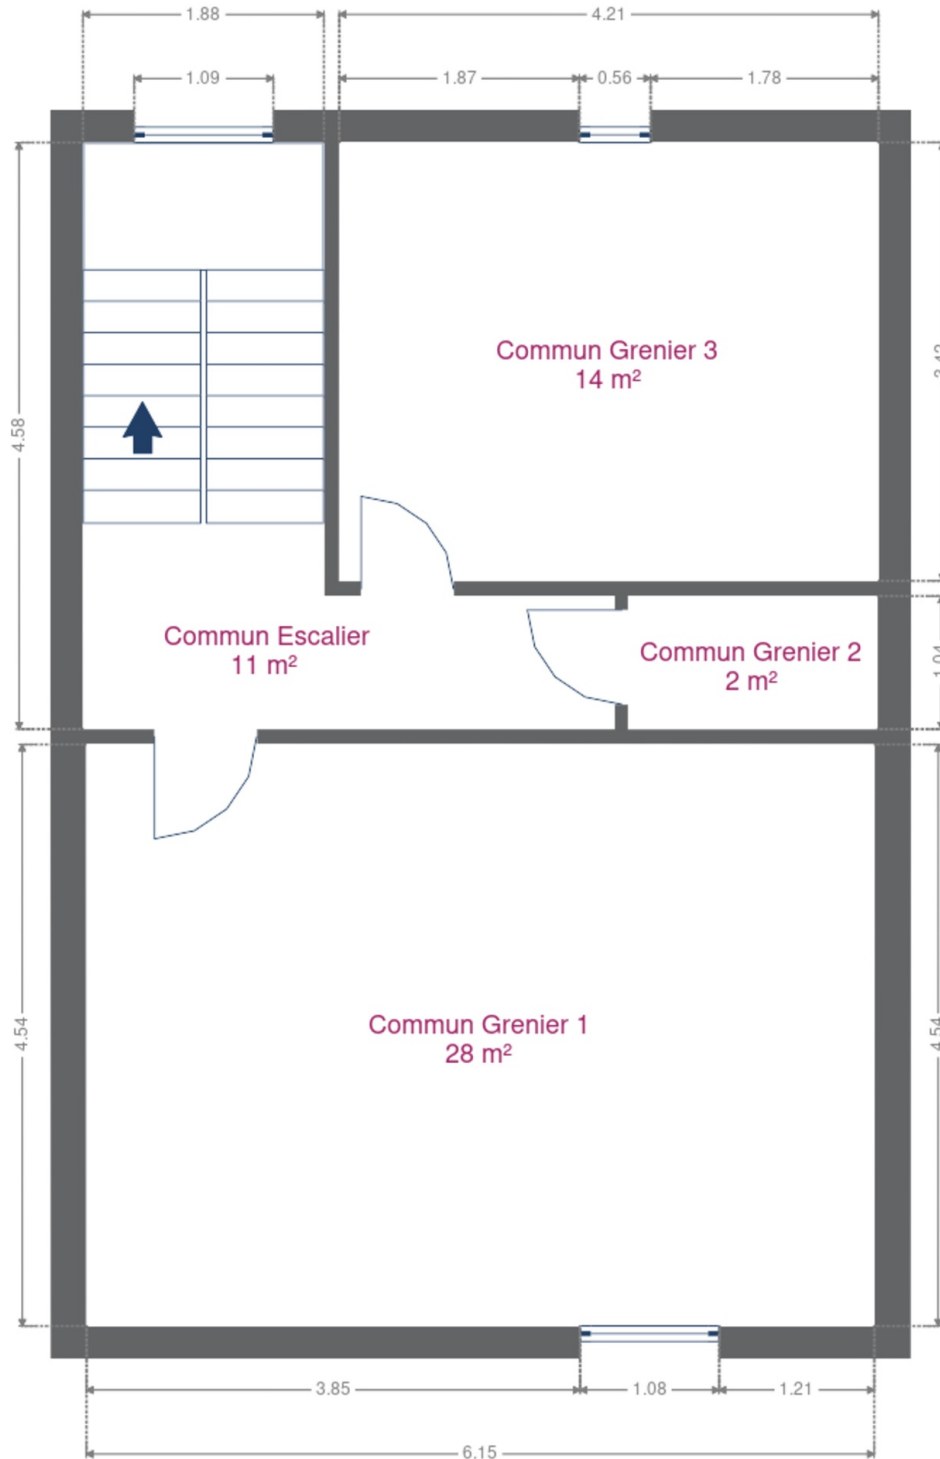 1.88
4.21
1.09
1.87
0.56
1.78
Commun Grenier 3
14 m²
4.58
Commun Escalier
11 m²
Commun Grenier 2
2 m²
Commun Grenier 1
28 m²
4.54
4.54
3.85
1.08
1.21
6.15